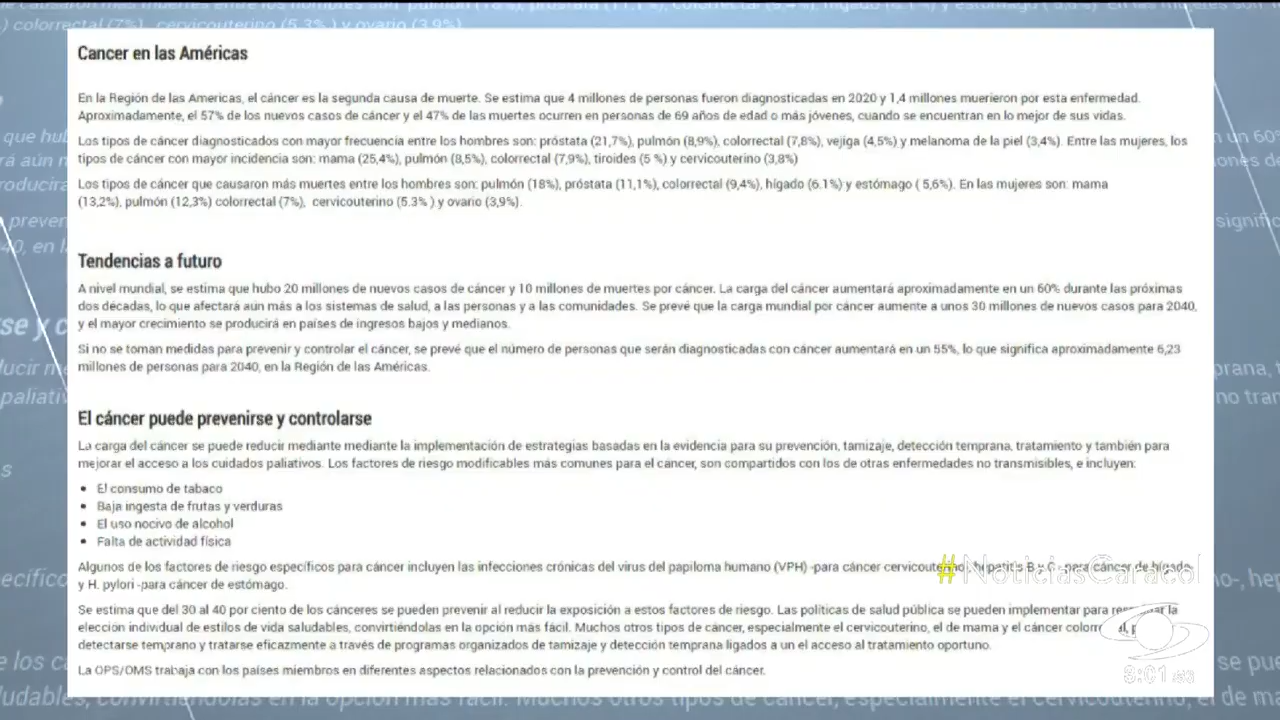 Cancer en las Américas
En la Región de las Americas, el cáncer es la segunda causa de muerte. Se estima que 4 millones de personas fueron diagnosticadas en 2020 y 1,4 millones muerieron por esta enfermedad.
Aproximadamente, el 57% de los nuevos casos de cáncer y el 47% de las muertes ocurren en personas de 69 años de edad o más jóvenes, cuando se encuentran en lo mejor de sus vidas.
Los tipos de cáncer diagnosticados con mayor frecuencia entre los hombres son: próstata (21,7%), pulmón (8,9%), colorrectal (7,8%), vejiga (4,5%) y melanoma de la piel (3,4%). Entre las mujeres, los
tipos de cáncer con mayor incidencia son: mama (25,4%), pulmón (8,5%), colorrectal (7,9%), tiroides (5 %) y cervicouterino (3,8%)
Los tipos de cáncer que causaron más muertes entre los hombres son: pulmón (18%), próstata (11,1%), colorrectal (9,4%), hígado (6.1%) y estómago ( 5,6%). En las mujeres son: mama
(13,2%), pulmón (12,3%) colorrectal (7%), cervicouterino (5.3% ) y ovario (3,9%).
Tendencias a futuro
A nivel mundial, se estima que hubo 20 millones de nuevos casos de cáncer y 10 millones de muertes por cáncer. La carga del cáncer aumentará aproximadamente en un 60% durante las próximas
dos décadas, lo que afectará aún más a los sistemas de salud, a las personas y a las comunidades. Se prevé que la carga mundial por cáncer aumente a unos 30 millones de nuevos casos para 2040,
y el mayor crecimiento se producirá en países de ingresos bajos y medianos.
Si no se toman medidas para prevenir y controlar el cáncer, se prevé que el número de personas que serán diagnosticadas con cáncer aumentará en un 55%, lo que significa aproximadamente 6,23
millones de personas para 2040, en la Región de las Américas.
El cáncer puede prevenirse y controlarse
La carga del cáncer se puede reducir mediante mediante la implementación de estrategias basadas en la evidencia para su prevención, tamizaje, detección temprana, tratamiento y también para
mejorar el acceso a los cuidados paliativos. Los factores de riesgo modificables más comunes para el cancer, son compartidos con los de otras enfermedades no transmisibles, e incluyen:
• El consumo de tabaco
• Baja ingesta de frutas y verduras
• El uso nocivo de alcohol
• Falta de actividad física
Algunos de los factores de riesgo específicos para cáncer incluyen las infecciones crónicas del virus del papiloma humano (VPH) -para cáncer cervicouterino-, hepatitis B y C -para cáncer de hígado-
y H. pylori -para cáncer de estómago.
#NoticiasCaracol
Se estima que del 30 al 40 por ciento de los cánceres se pueden prevenir al reducir la exposición a estos factores de riesgo. Las políticas de salud pública se pueden implementar para la
elección individual de estilos de vida saludables, convirtiéndolas en la opción más fácil. Muchos otros tipos de cáncer, especialmente el cervicouterino, el de mama y el cáncer
detectarse temprano y tratarse eficazmente a través de programas organizados de tamizaje y detección temprana ligados a un el acceso al tratamiento oportuno.
La OPS/OMS trabaja con los países miembros en diferentes aspectos relacionados con la prevención y control del cáncer.
8:01